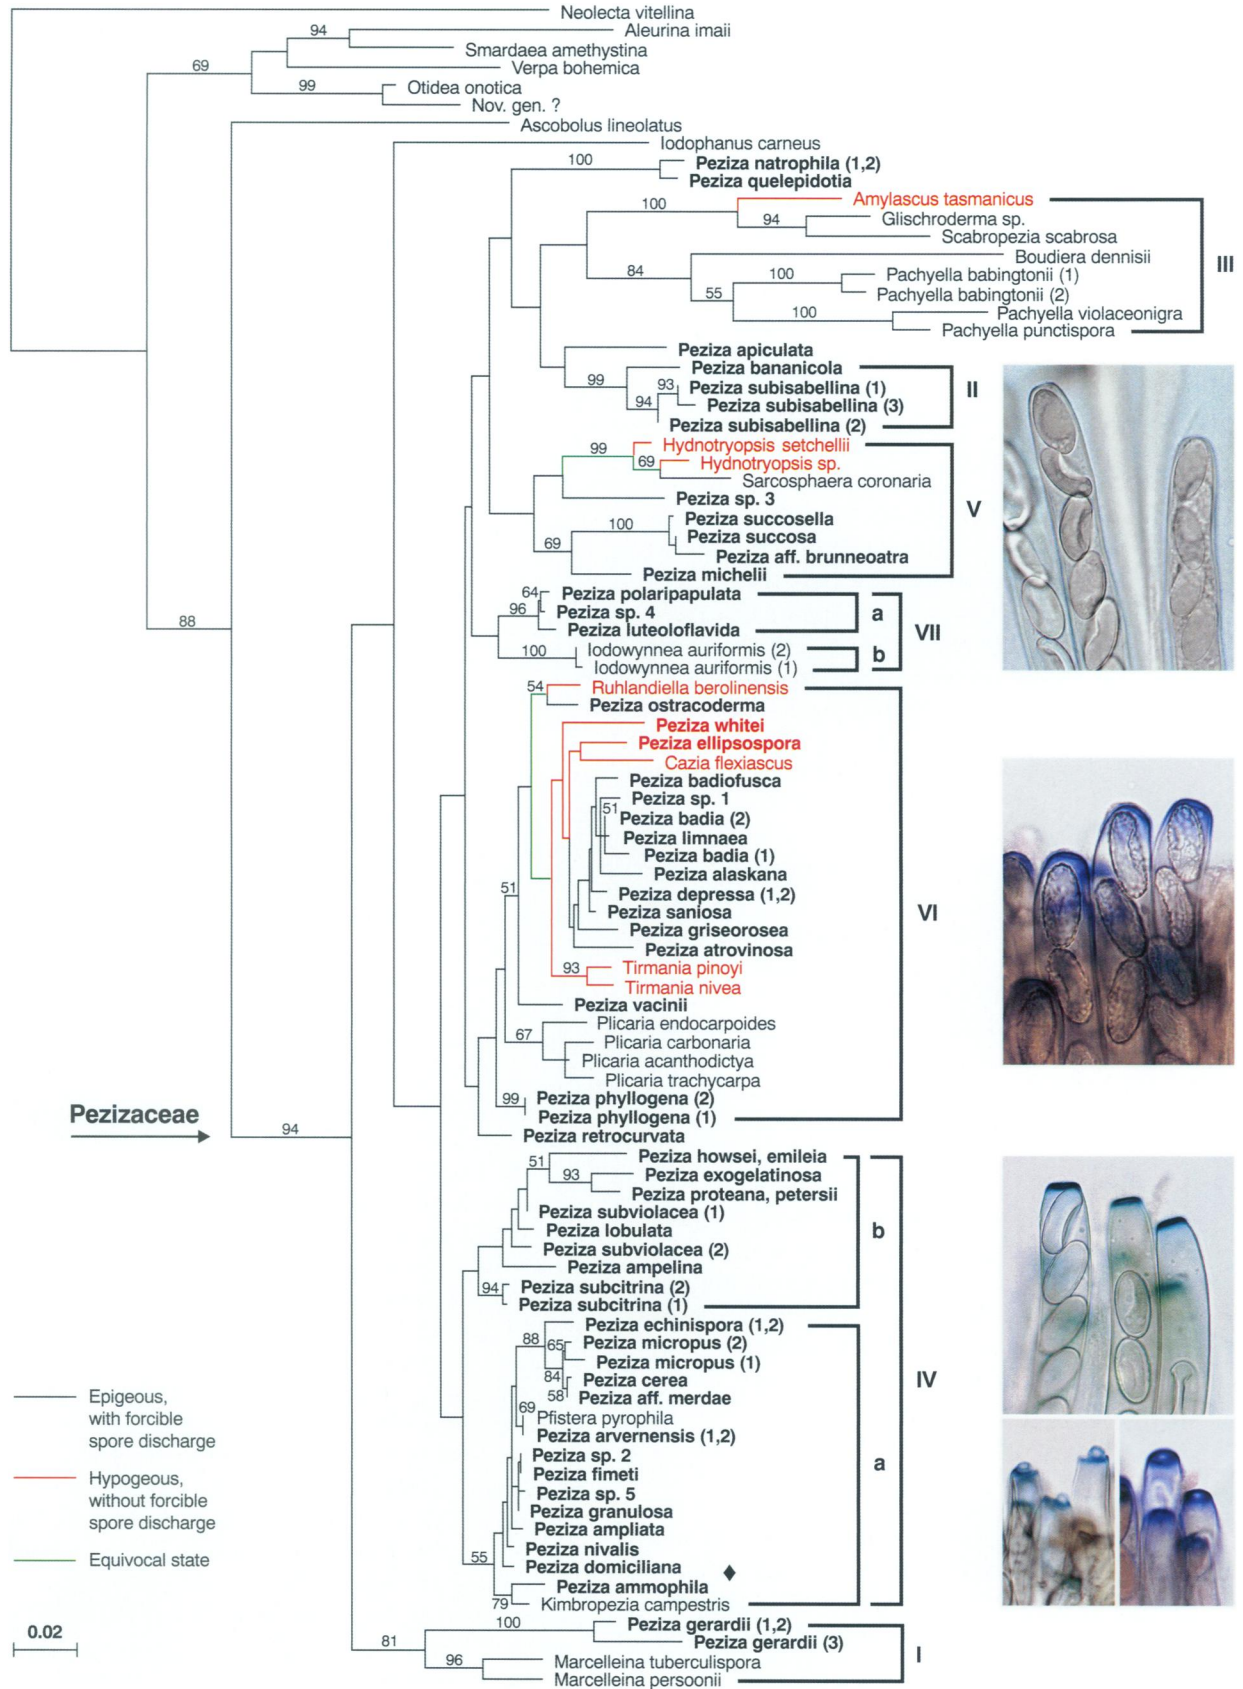 Neolecta vitellina
94
Aleurina imaii
Smardaea amethystina
69
Verpa bohemica
99
Otidea onotica
Nov. gen. ?
Ascobolus lineolatus
Iodophanus carneus
100
Peziza natrophila (1,2)
Peziza quelepidotia
100
Amylascus tasmanicus
94
Glischroderma sp.
Scabropezia scabrosa
Boudiera dennisii
III
84
100
Pachyella babingtonii (1)
55
Pachyella babingtonii (2)
100
Pachyella violaceonigra
Pachyella punctispora
Peziza apiculata
Peziza bananicola
99
93
Peziza subisabellina (1)
II
94
Peziza subisabellina (3)
Peziza subisabellina (2)
99
Hydnotryopsis setchellii
69
Hydnotryopsis sp.
Sarcosphaera coronaria
Peziza sp. 3
V
100
Peziza succosella
Peziza succosa
69
Peziza aff. brunneoatra
Peziza michelii
64
Peziza polaripapulata
96
Peziza sp. 4
a
88
Peziza luteoloflavida
VII
100
Iodowynnea auriformis (2)
b
Iodowynnea auriformis (1)
54
Ruhlandiella berolinensis
Peziza ostracoderma
Peziza whitei
Peziza ellipsospora
Cazia flexiascus
Peziza badiofusca
Peziza sp. 1
51
Peziza badia (2)
Peziza limnaea
Peziza badia (1)
Peziza alaskana
51
Peziza depressa (1,2)
Peziza saniosa
VI
Peziza griseorosea
Peziza atrovinosa
93
Tirmania pinoyi
Tirmania nivea
Peziza vacinii
Plicaria endocarpoides
67
Plicaria carbonaria
Plicaria acanthodictya
Plicaria trachycarpa
99
Peziza phyllogena (2)
Pezizaceae
Peziza phyllogena (1)
94
Peziza retrocurvata
51
Peziza howsei, emileia
93
Peziza exogelatinosa
Peziza proteana, petersii
Peziza subviolacea (1)
Peziza lobulata
b
Peziza subviolacea (2)
Peziza ampelina
94
Peziza subcitrina (2)
Peziza subcitrina (1)
Peziza echinispora (1,2)
88
65
Peziza micropus (2)
Peziza micropus (1)
84
Peziza cerea
IV
58
Peziza aff. merdae
69
Pfistera pyrophila
Peziza arvernensis (1,2)
Peziza sp. 2
a
Peziza fimeti
Peziza sp. 5
Peziza granulosa
Peziza ampliata
Peziza nivalis
55
Peziza domiciliana
♦
Peziza ammophila
79
Kimbropezia campestris
100
Peziza gerardii (1,2)
81
Peziza gerardii (3)
I
96
Marcelleina tuberculispora
Marcelleina persoonii
Epigeous,
with forcible
spore discharge
Hypogeous,
without forcible
spore discharge
Equivocal state
0.02